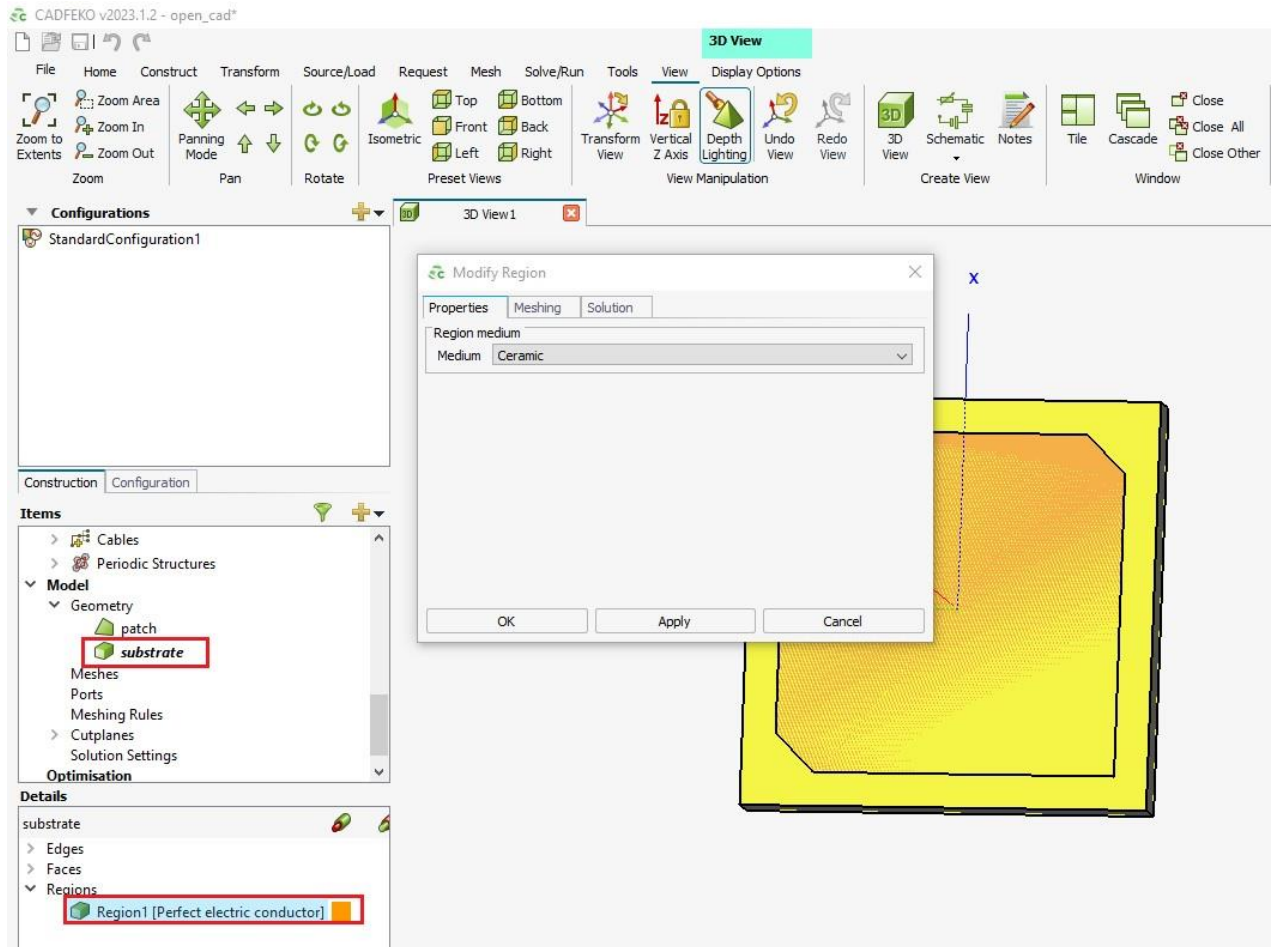 CADFEKO v2023.1.2 - open_cad*
3D View
File Home Construct Transform Source/Load Request Mesh Solve/Run Tools View Display Options
Zoom to Extents
Zoom Area
Zoom In
Zoom Out
Zoom
Panning Mode
Pan
Rotate
Isometric
Top
Front
Left
Bottom
Back
Right
Preset Views
Transform View
Vertical Z Axis
Depth Lighting
Undo View
Redo View
View Manipulation
3D View
Schematic
Notes
Create View
Tile
Cascade
Close
Close All
Close Other
Window
Configurations
StandardConfiguration1
Construction Configuration
Items
Cables
Periodic Structures
Model
Geometry
patch
substrate
Meshes
Ports
Meshing Rules
Cutplanes
Solution Settings
Optimisation
Details
substrate
Edges
Faces
Regions
Region1 [Perfect electric conductor]
3D View1
Modify Region
Properties Meshing Solution
Region medium
Medium Ceramic
OK Apply Cancel
X